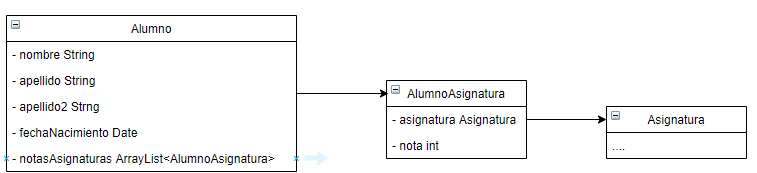 Alumno
- nombre String
- apellido String
- apellido2 Strng
- fechaNacimiento Date
- notasAsignaturas ArrayList<AlumnoAsignatura>
AlumnoAsignatura
- asignatura Asignatura
- nota int
Asignatura
....